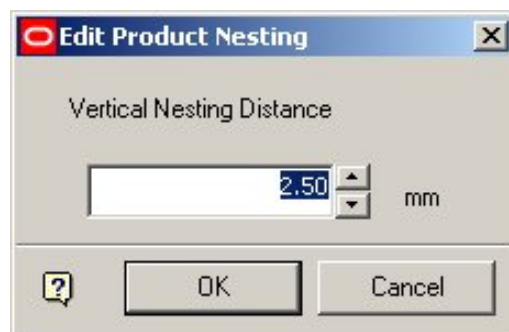 Edit Product Nesting
Vertical Nesting Distance
2.50 mm
OK Cancel